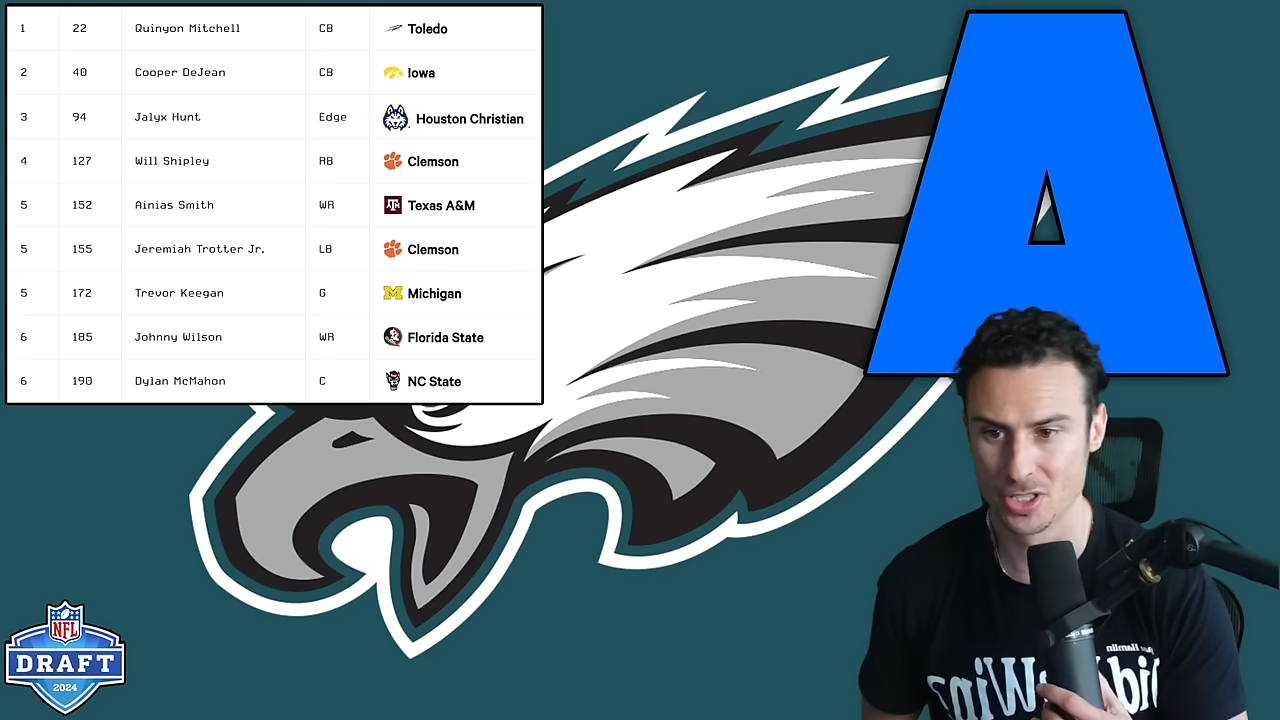 1 22 Quinyon Mitchell CB Toledo
2 40 Cooper DeJean CB Iowa
3 94 Jalyx Hunt Edge Houston Christian
4 127 Will Shipley RB Clemson
5 152 Ainias Smith WR Texas A&M
5 155 Jeremiah Trotter Jr. LB Clemson
5 172 Trevor Keegan G Michigan
6 185 Johnny Wilson WR Florida State
6 190 Dylan McMahon C NC State
A
NFL
DRAFT
2024
Hamlin
Did
Win?